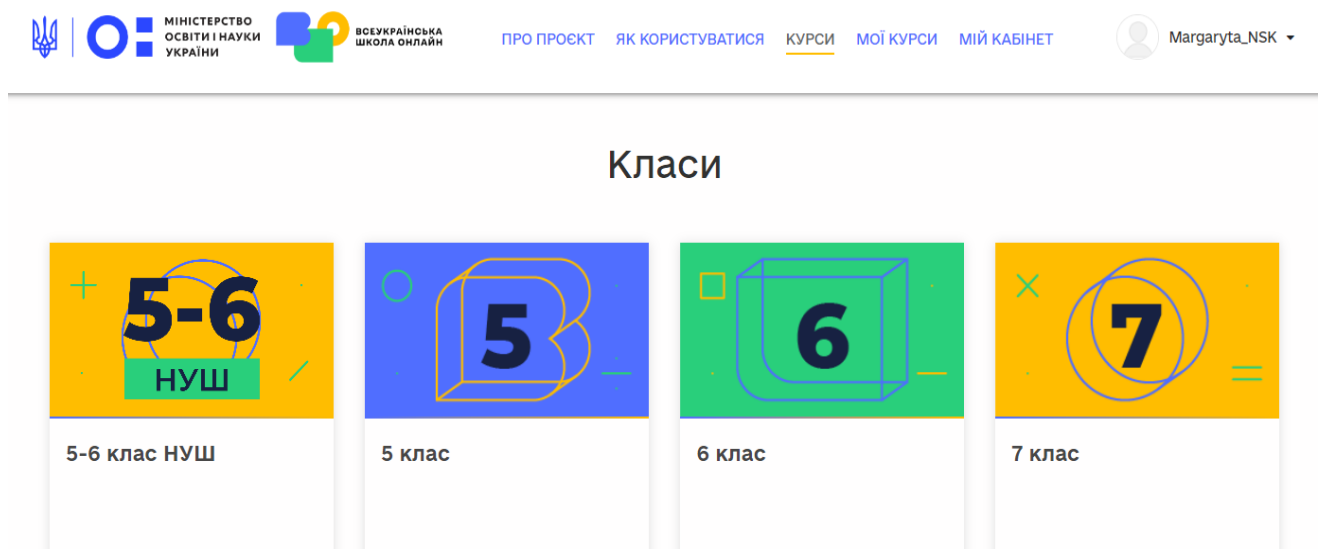 МІНІСТЕРСТВО
ОСВІТИ І НАУКИ
УКРАЇНИ
ВСЕУКРАЇНСЬКА
ШКОЛА ОНЛАЙН
ПРО ПРОЄКТ ЯК КОРИСТУВАТИСЯ КУРСИ МОЇ КУРСИ МІЙ КАБІНЕТ
Margaryta_NSK
Класи
5-6
НУШ
5
6
7
5-6 клас НУШ
5 клас
6 клас
7 клас